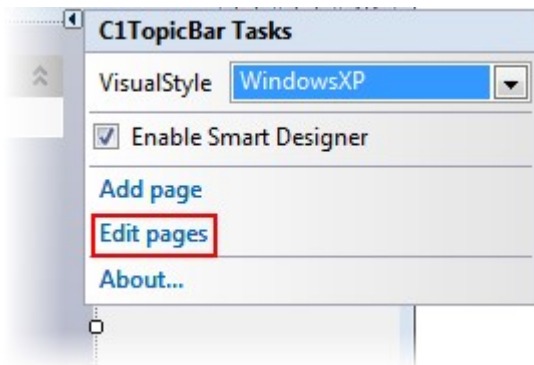 C1TopicBar Tasks
VisualStyle WindowsXP
Enable Smart Designer
Add page
Edit pages
About...